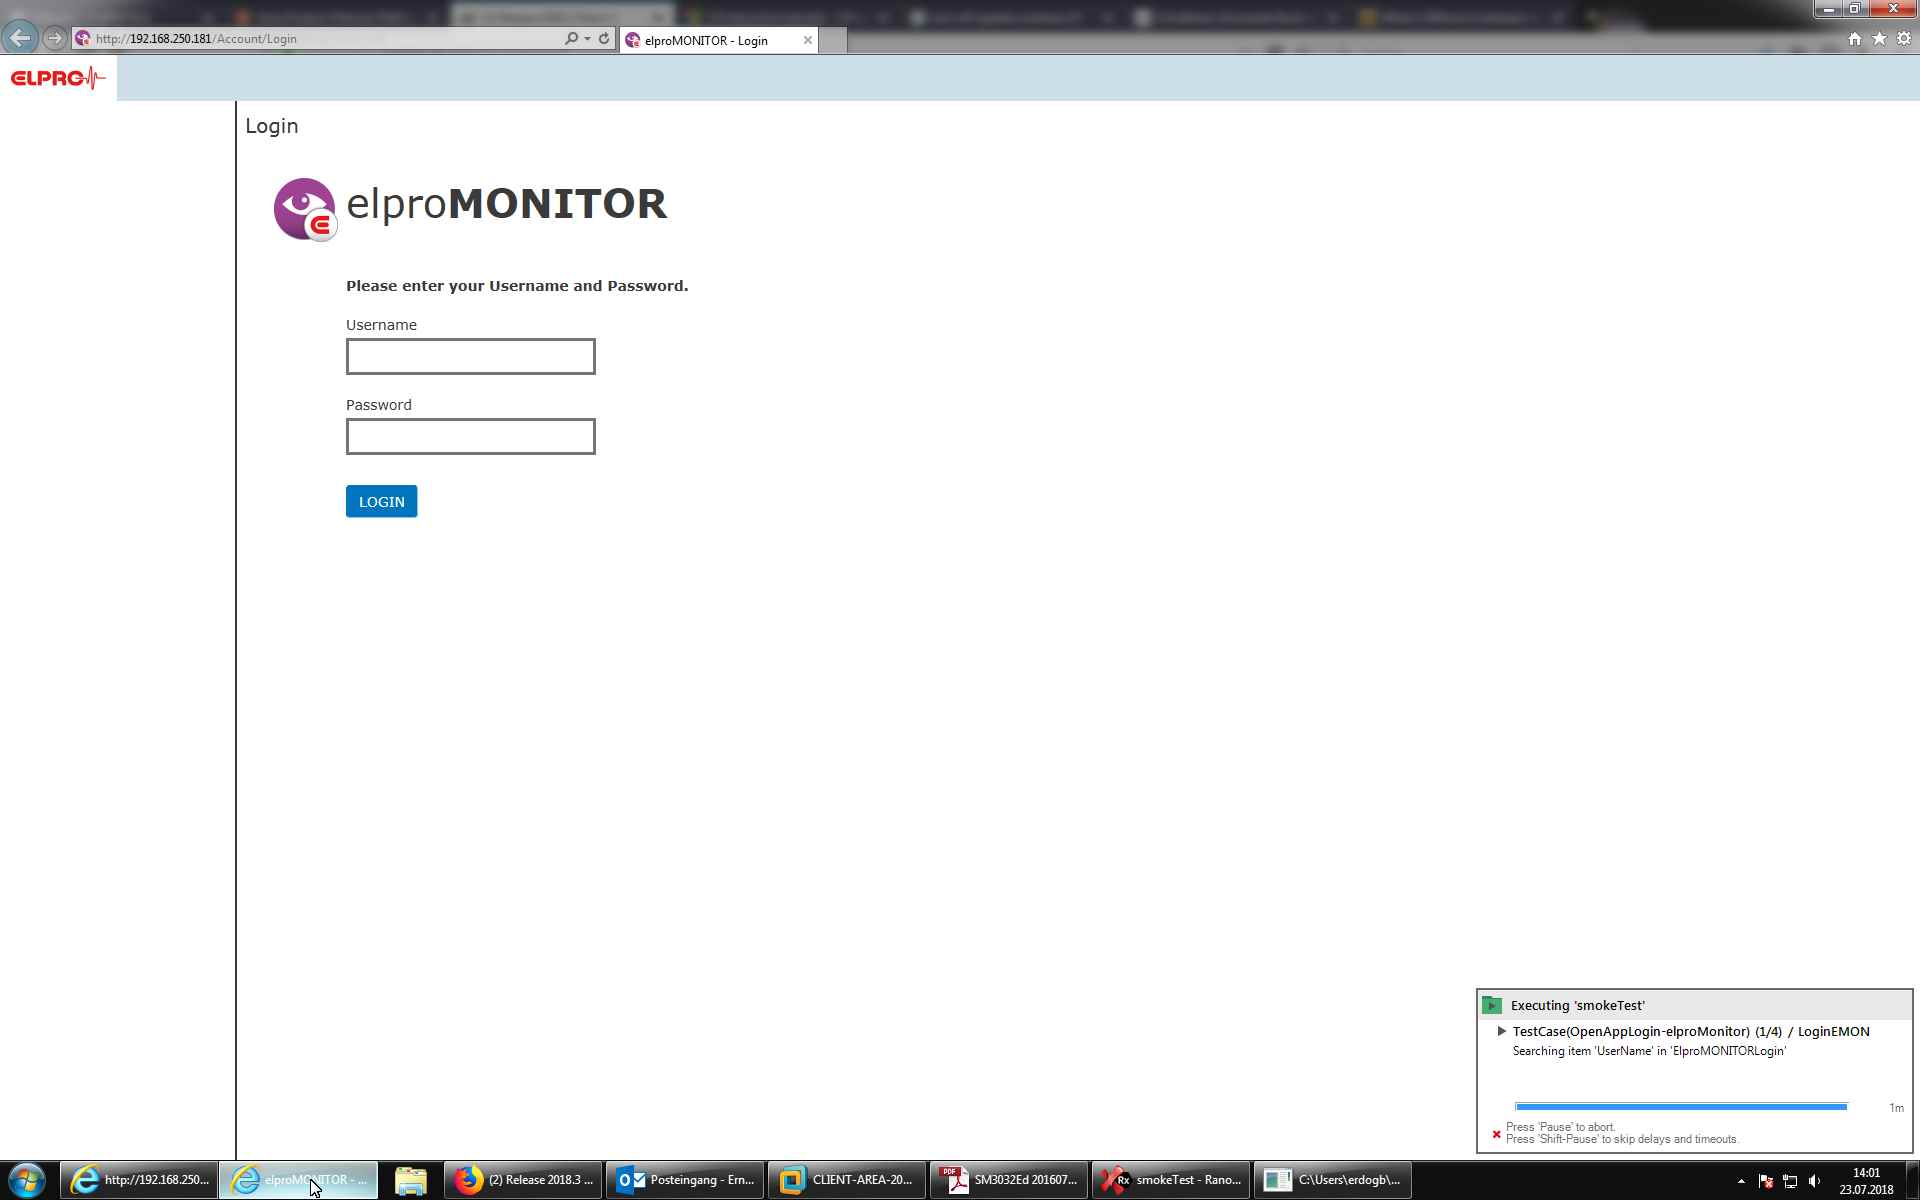 http://192.168.250.181/Account/Login
elproMONITOR - Login
ELPRO
Login
elproMONITOR
Please enter your Username and Password.
Username
Password
LOGIN
Executing 'smokeTest'
TestCase(OpenAppLogin-elproMonitor) (1/4) / LoginEMON
Searching item 'UserName' in 'ElproMONITORLogin'
1m
Press 'Pause' to abort.
Press 'Shift-Pause' to skip delays and timeouts.
http://192.168.250...
elproMONITOR - ...
(2) Release 2018.3 ...
Posteingang - Ern...
CLIENT-AREA-20...
SM3032Ed 201607...
smokeTest - Rano...
C:\Users\erdogb\...
14:01
23.07.2018